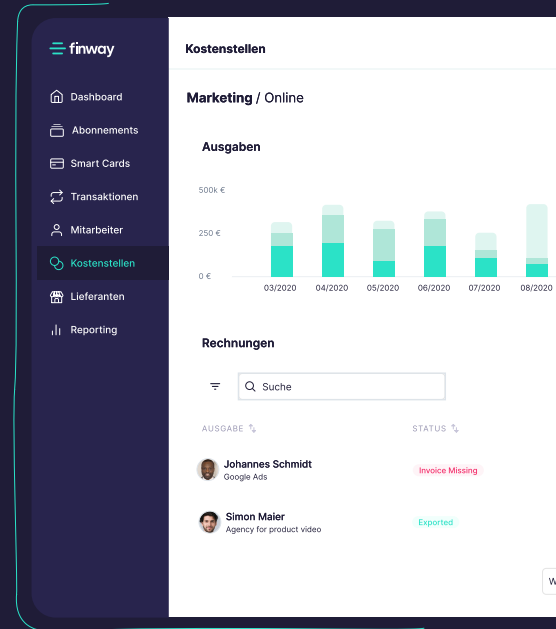 finway
Kostenstellen
Dashboard
Abonnements
Smart Cards
Transaktionen
Mitarbeiter
Kostenstellen
Lieferanten
Reporting
Marketing / Online
Ausgaben
500k €
250 €
0 €
03/2020 04/2020 05/2020 06/2020 07/2020 08/2020
Rechnungen
Suche
AUSGABE STATUS
Johannes Schmidt
Google Ads
Invoice Missing
Simon Maier
Agency for product video
Exported